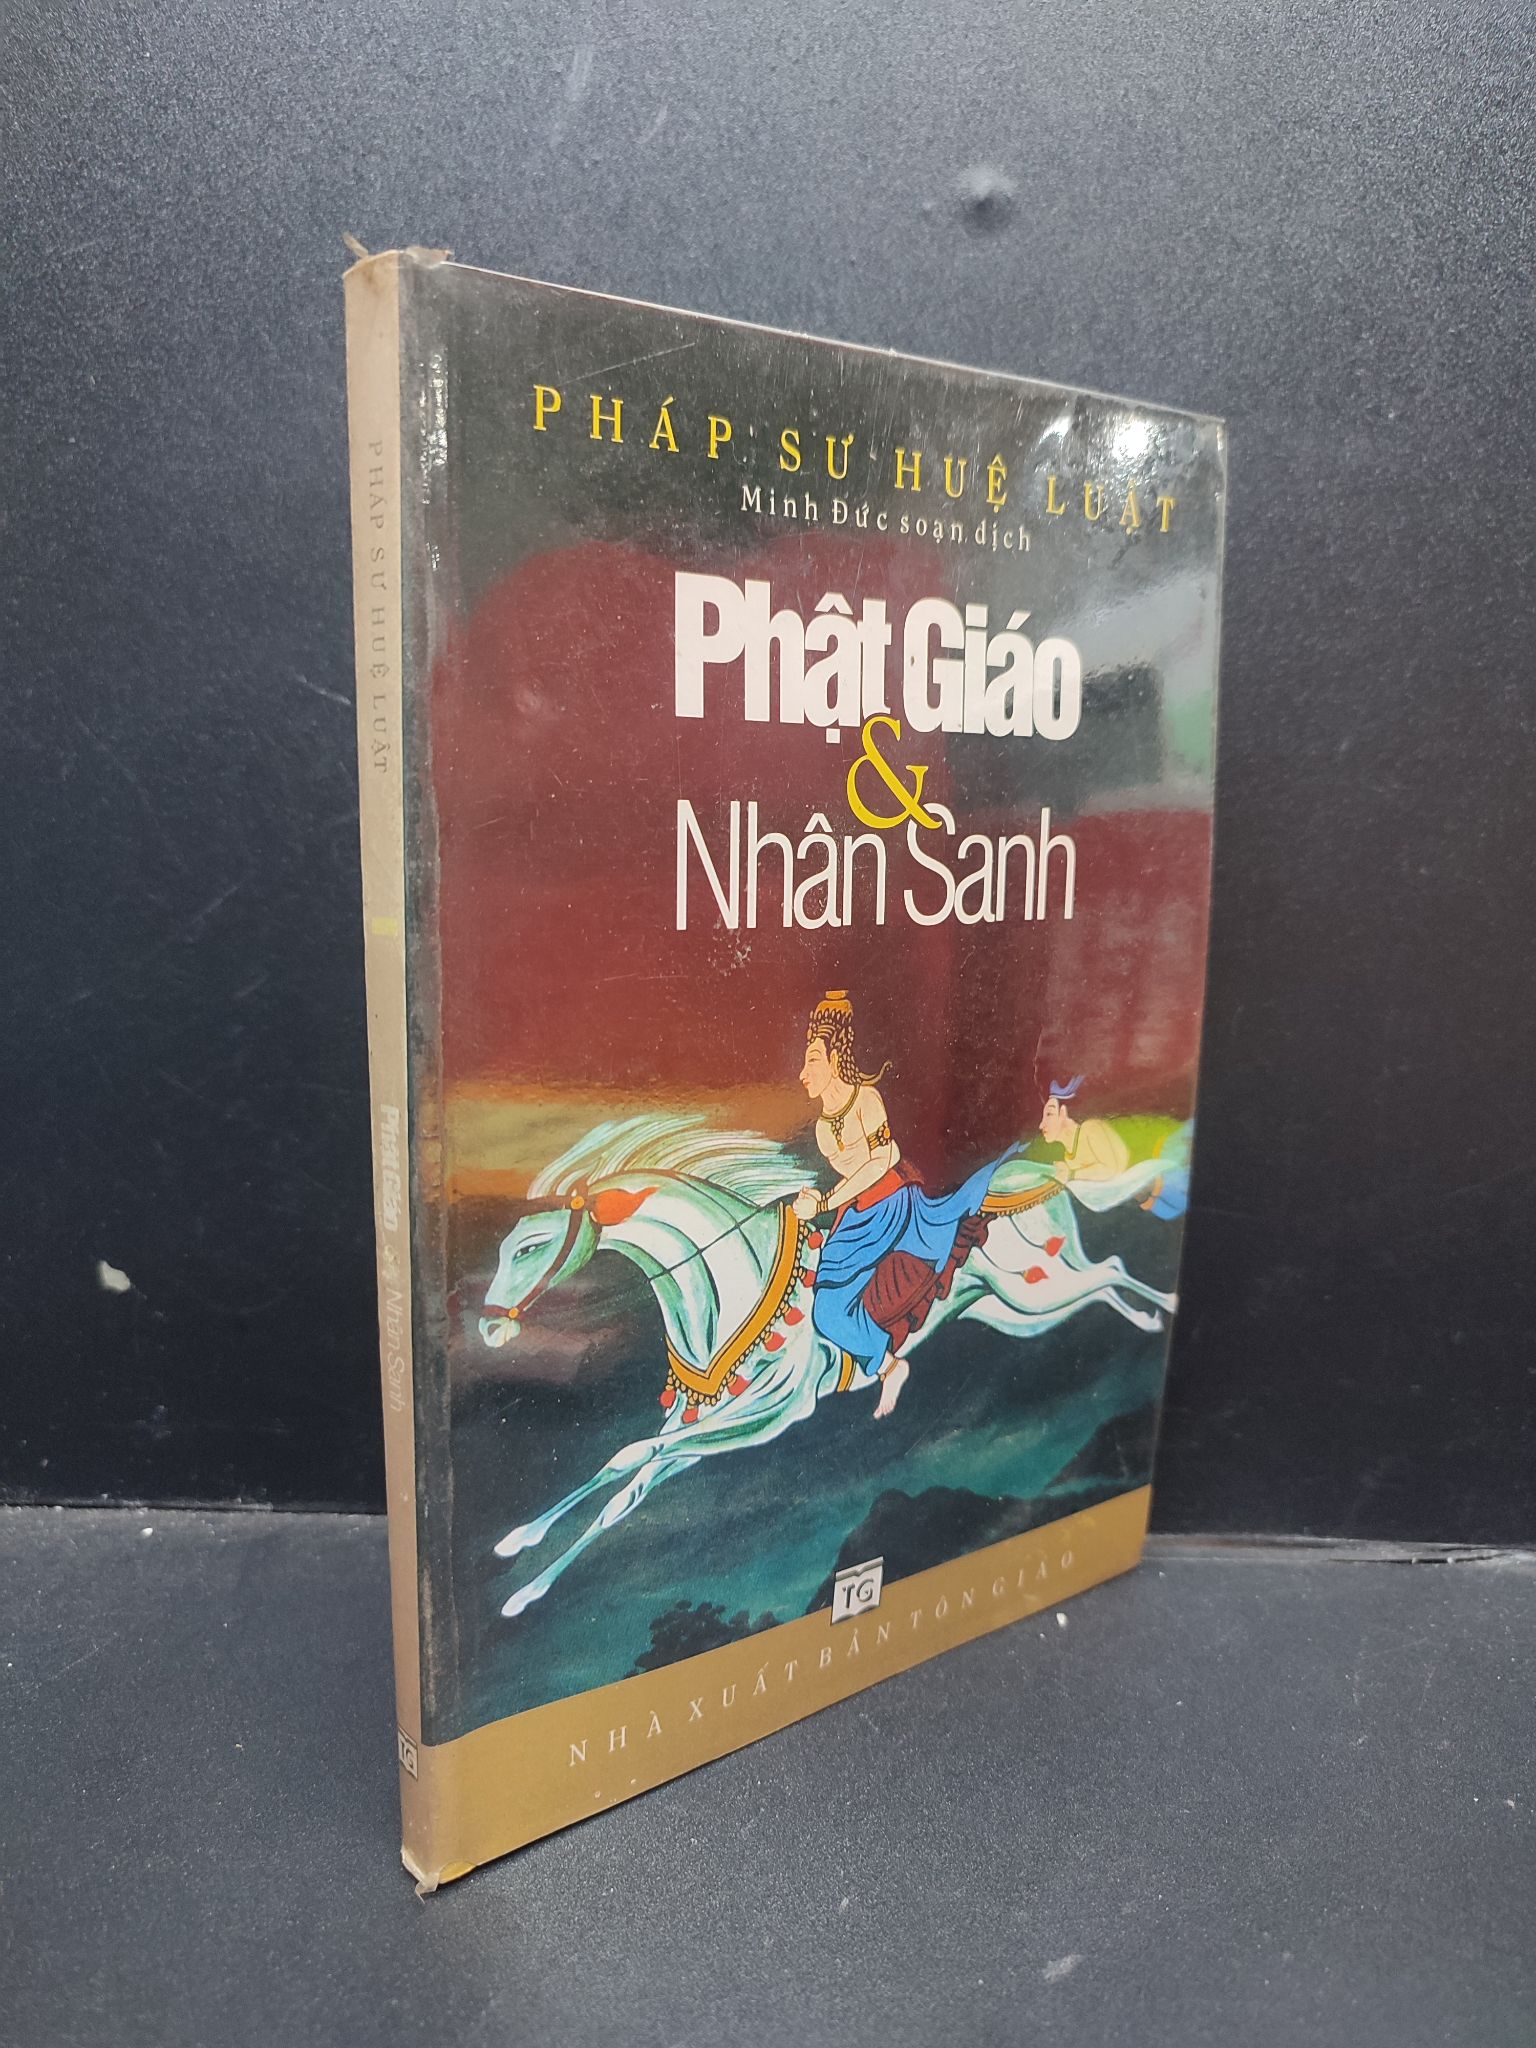 PHÁP SƯ HUỆ LUẬT
Minh Đức soạn dịch
Phật Giáo
&
Nhân Sanh
TG
NHÀ XUẤT BẢN TÔN GIÁO
PHÁP SƯ HUỆ LUẬT
Phật Giáo & Nhân Sanh
TG